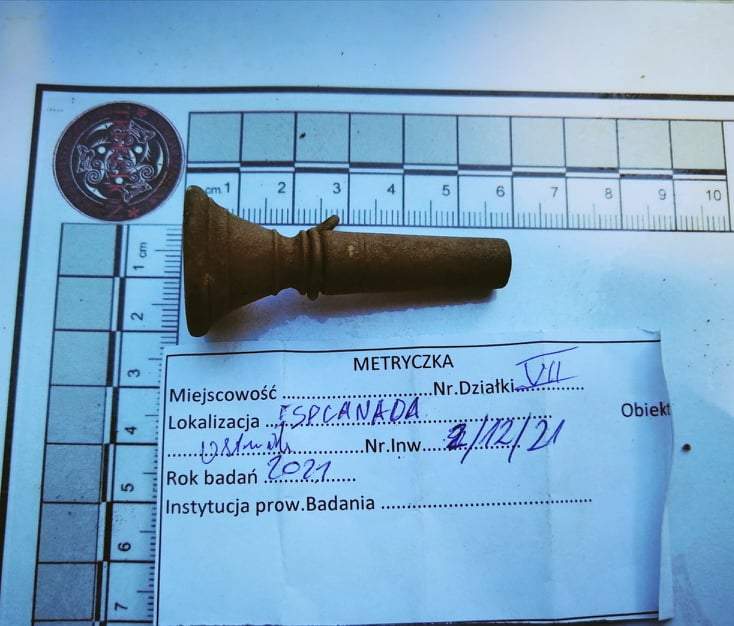 cm 1 2 3 4 5 6 7 8 9 10
1 cm
2
3
4
5
6
7
METRYCZKA
Miejscowość ........................... Nr.Działki VII
Lokalizacja ESPLANADA
Obiekt
........................... Nr.Inw. 2/12/21
Rok badań 2021
Instytucja prow.Badania ...........................